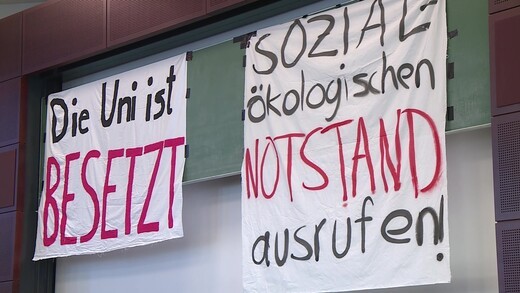 Die Uni ist
BESETZT
SOZIAL-
ökologischen
NOTSTAND
ausrufen!